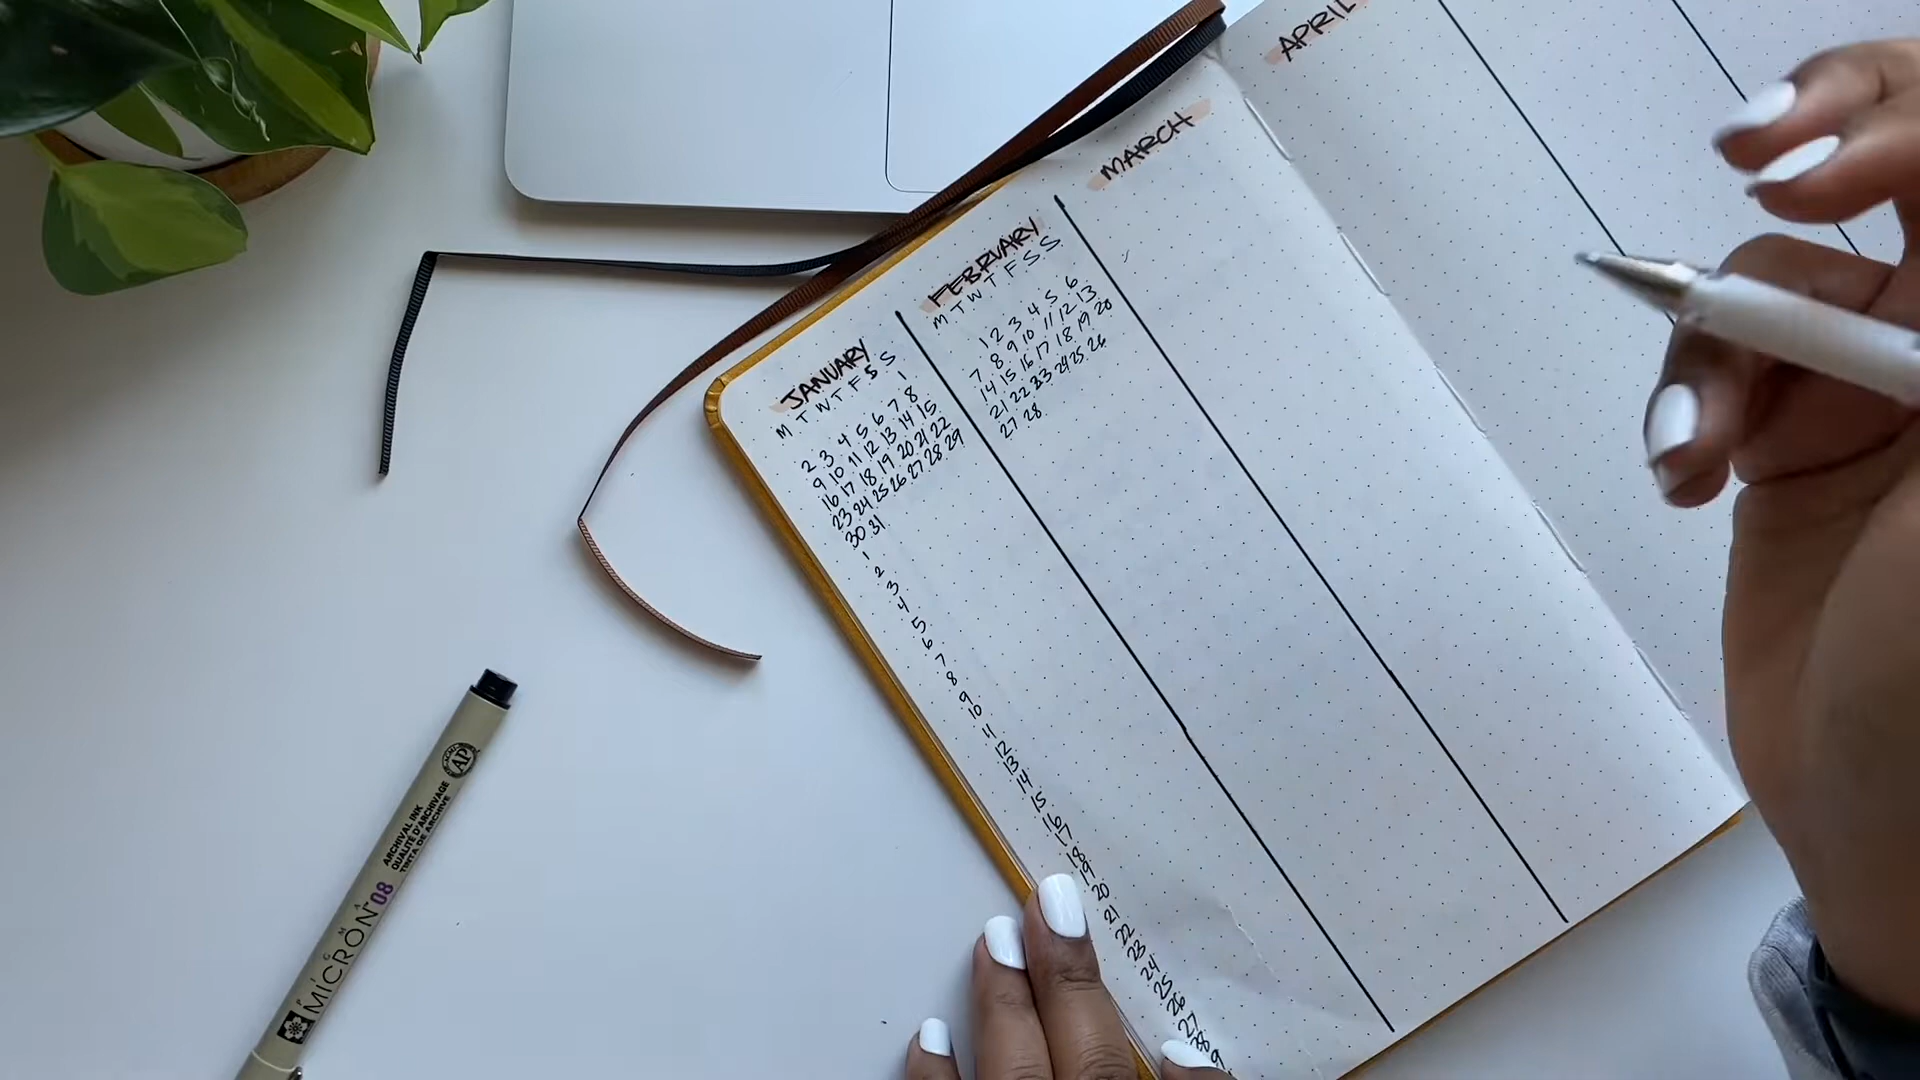 JANUARY
M T W T F S S
1
2 3 4 5 6 7 8
9 10 11 12 13 14 15
16 17 18 19 20 21 22
23 24 25 26 27 28 29
30 31
1
2
3
4
5
6
7
8
9
10
11
12
13
14
15
16
17
18
19
20
21
22
23
24
25
26
27
28
FEBRUARY
M T W T F S S
1 2 3 4 5 6
7 8 9 10 11 12 13
14 15 16 17 18 19 20
21 22 23 24 25 26
27 28
MARCH
APRIL
PIGMA
MICRON™ 08
ARCHIVAL INK
QUALITÉ D'ARCHIVAGE
TINTA DE ARCHIVE
AP